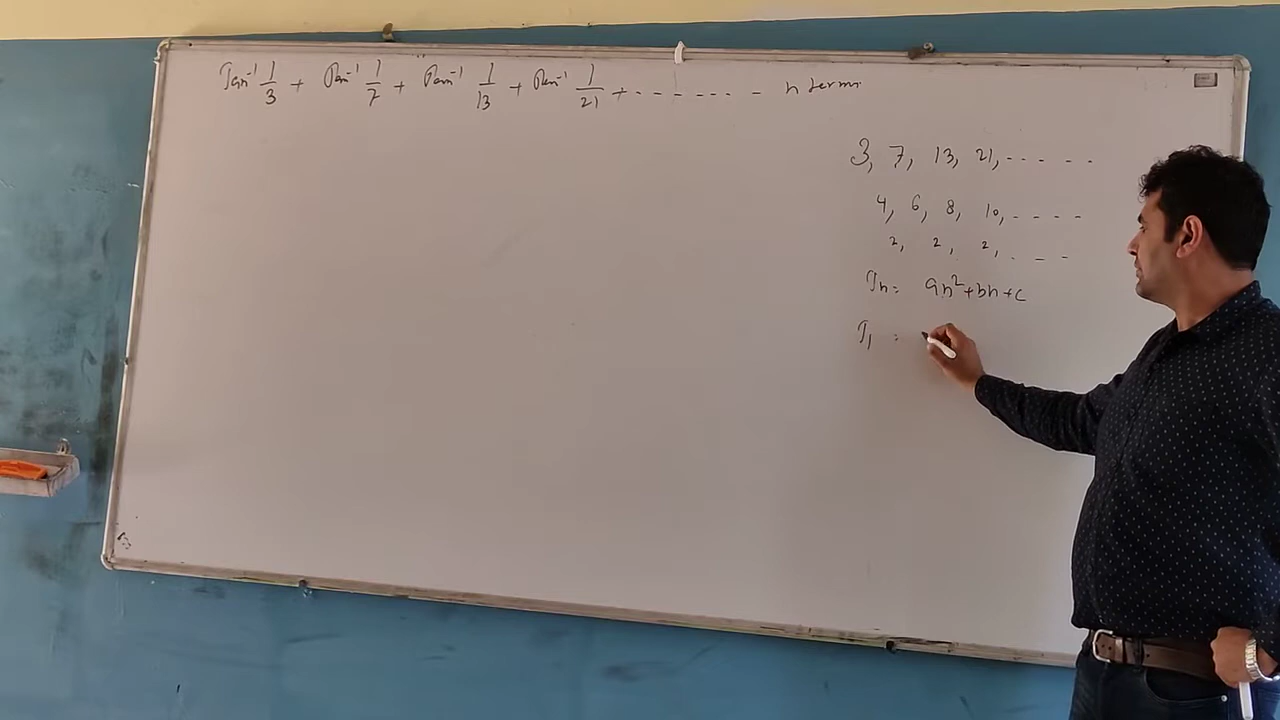 Tan⁻¹ 1/3 + Tan⁻¹ 1/7 + Tan⁻¹ 1/13 + Tan⁻¹ 1/21 + - - - - - - - n terms
3, 7, 13, 21, - - - - -
4, 6, 8, 10, - - - -
2, 2, 2, - - -
Tn = an²+bn+c
T₁ =